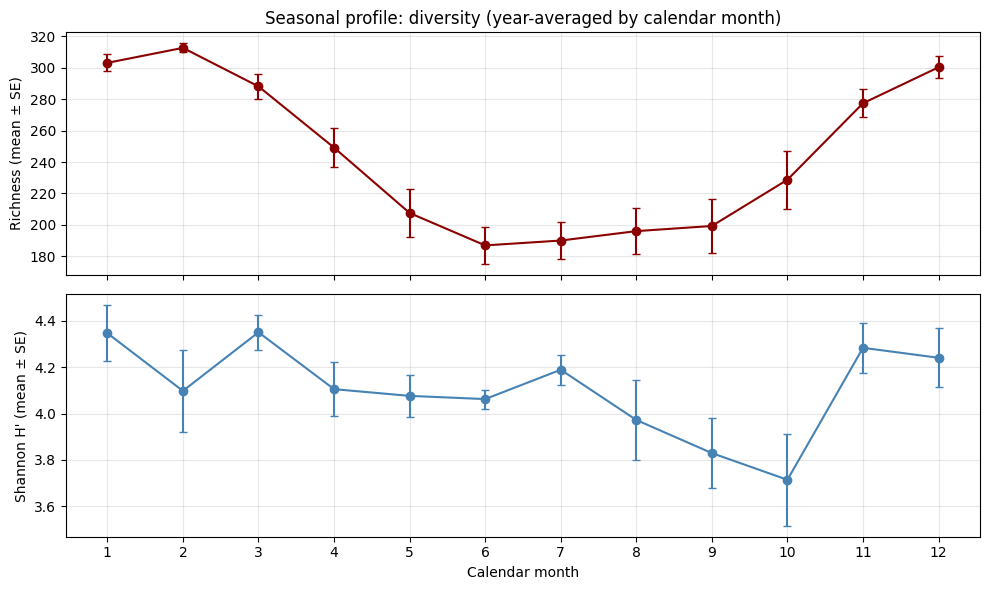 Seasonal profile: diversity (year-averaged by calendar month)
Richness (mean ± SE)
320
300
280
260
240
220
200
180
Shannon H' (mean ± SE)
4.4
4.2
4.0
3.8
3.6
1 2 3 4 5 6 7 8 9 10 11 12
Calendar month